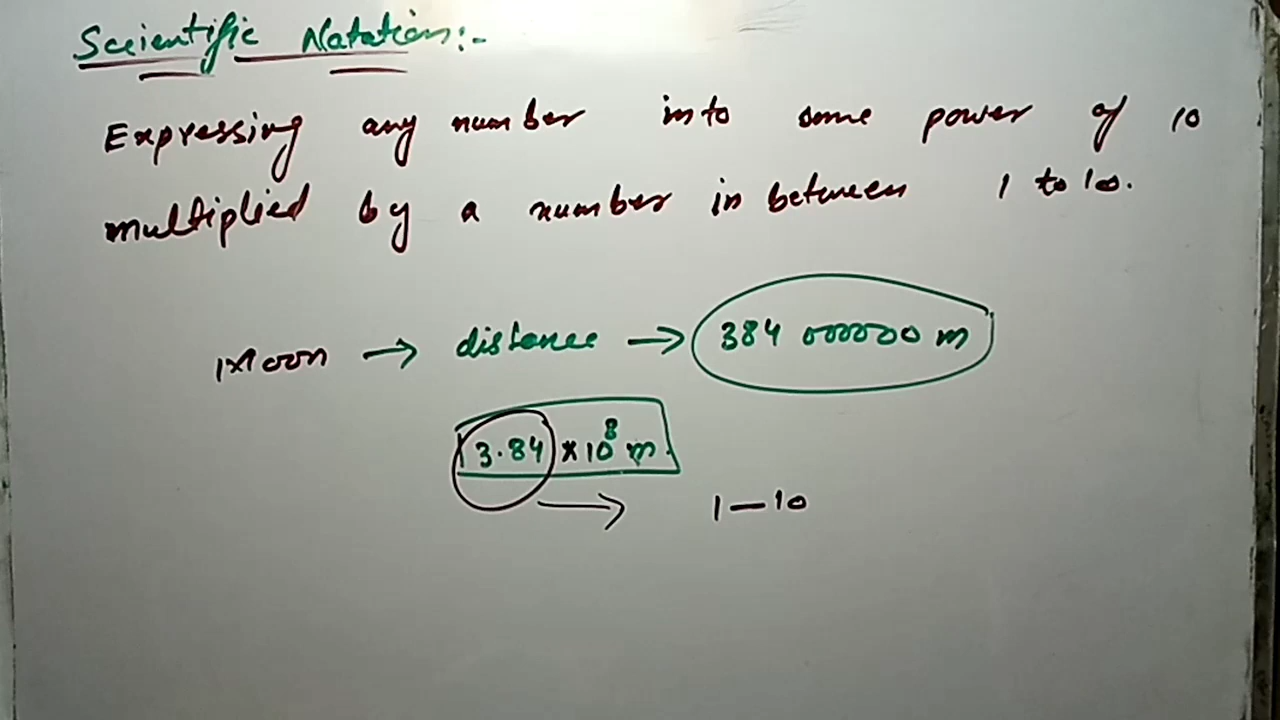 Scientific Notation:-
Expressing any number into some power of 10
multiplied by a number in between 1 to 10.
Moon → distance → 384 000000 m
3.84 × 10⁸ m.
→ 1 — 10